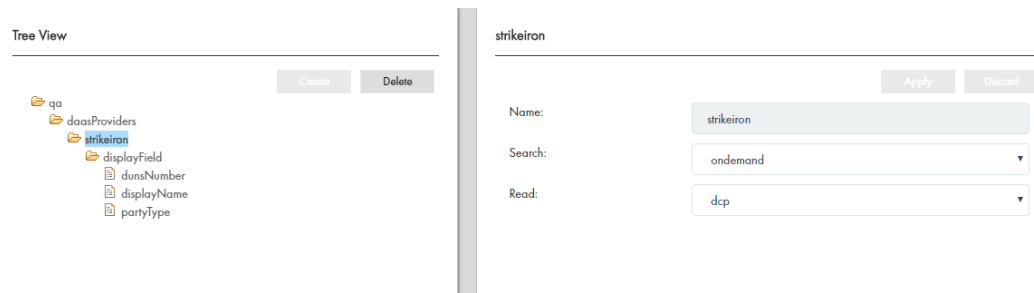 Tree View
Create
Delete
qa
daasProviders
strikeiron
displayField
dunsNumber
displayName
partyType
strikeiron
Apply
Discard
Name:
strikeiron
Search:
ondemand
Read:
dcp